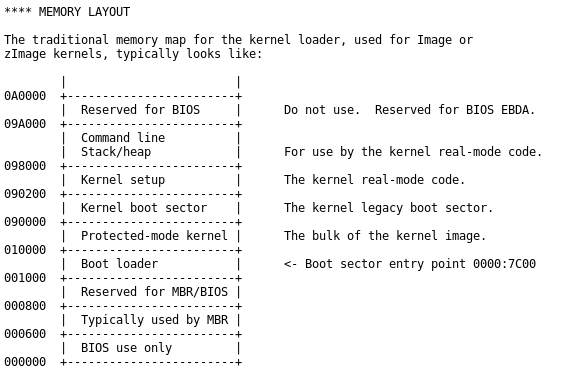 **** MEMORY LAYOUT

The traditional memory map for the kernel loader, used for Image or
zImage kernels, typically looks like:

        |                        |
0A0000  +------------------------+
        |  Reserved for BIOS     |      Do not use.  Reserved for BIOS EBDA.
09A000  +------------------------+
        |  Command line          |
        |  Stack/heap            |      For use by the kernel real-mode code.
098000  +------------------------+
        |  Kernel setup          |      The kernel real-mode code.
090200  +------------------------+
        |  Kernel boot sector    |      The kernel legacy boot sector.
090000  +------------------------+
        |  Protected-mode kernel |      The bulk of the kernel image.
010000  +------------------------+
        |  Boot loader           |      <- Boot sector entry point 0000:7C00
001000  +------------------------+
        |  Reserved for MBR/BIOS |
000800  +------------------------+
        |  Typically used by MBR |
000600  +------------------------+
        |  BIOS use only         |
000000  +------------------------+